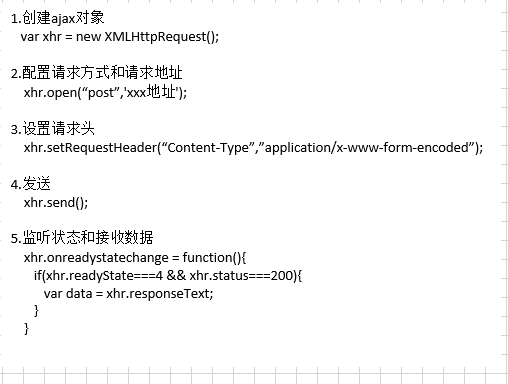 1.创建ajax对象
var xhr = new XMLHttpRequest();
2.配置请求方式和请求地址
xhr.open(“post”,'xxx地址');
3.设置请求头
xhr.setRequestHeader(“Content-Type”,”application/x-www-form-encoded”);
4.发送
xhr.send();
5.监听状态和接收数据
xhr.onreadystatechange = function(){
if(xhr.readyState===4 && xhr.status===200){
var data = xhr.responseText;
}
}